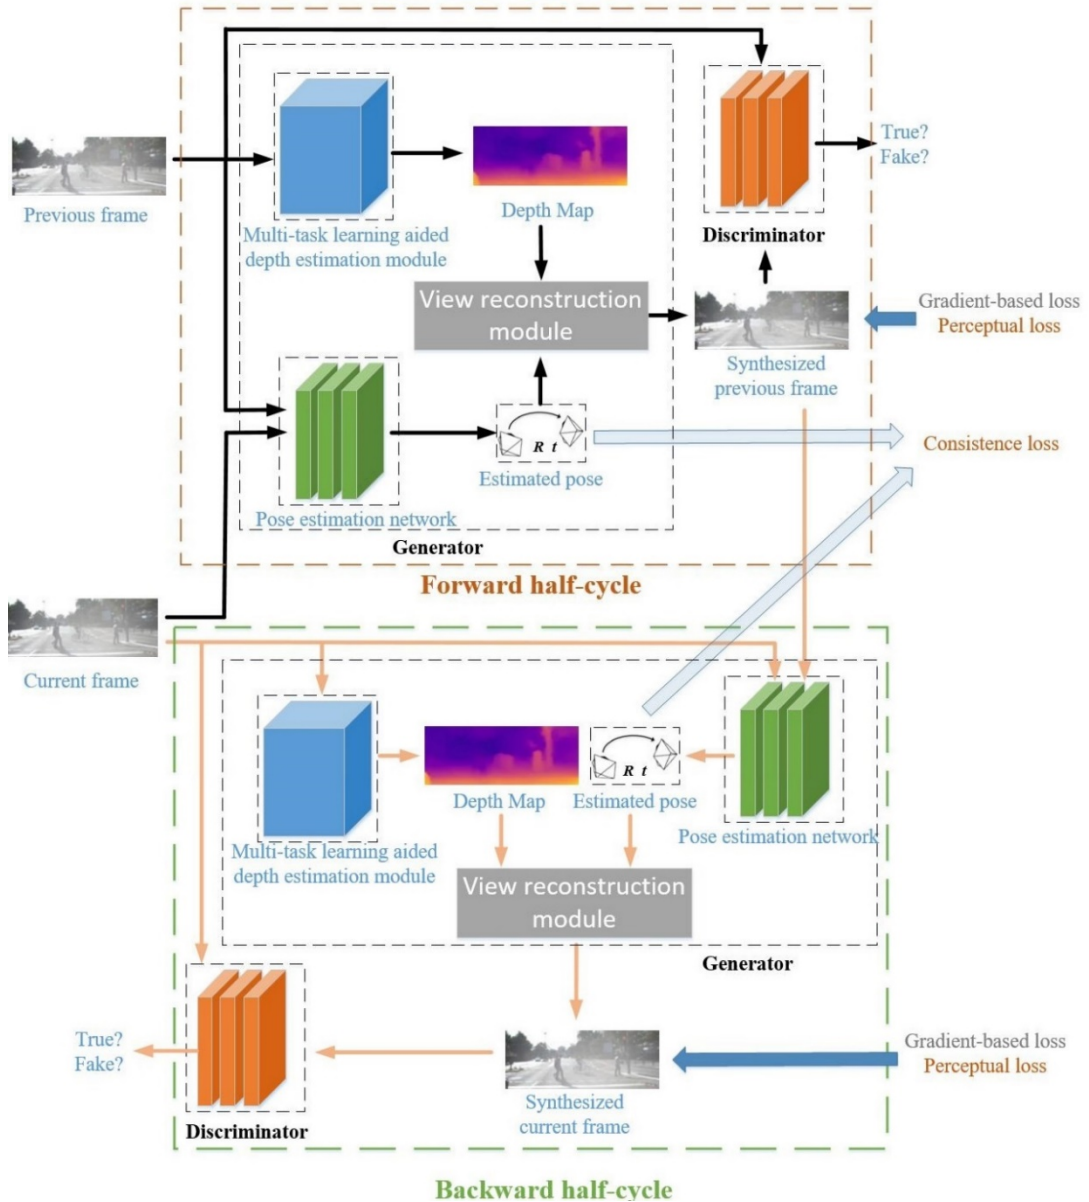 True?
Fake?
Previous frame
Depth Map
Multi-task learning aided
depth estimation module
Discriminator
View reconstruction
module
Gradient-based loss
Perceptual loss
Synthesized
previous frame
R t
Estimated pose
Consistence loss
Pose estimation network
Generator
Forward half-cycle
Current frame
R t
Depth Map
Estimated pose
Pose estimation network
Multi-task learning aided
depth estimation module
View reconstruction
module
Generator
True?
Fake?
Gradient-based loss
Perceptual loss
Synthesized
current frame
Discriminator
Backward half-cycle